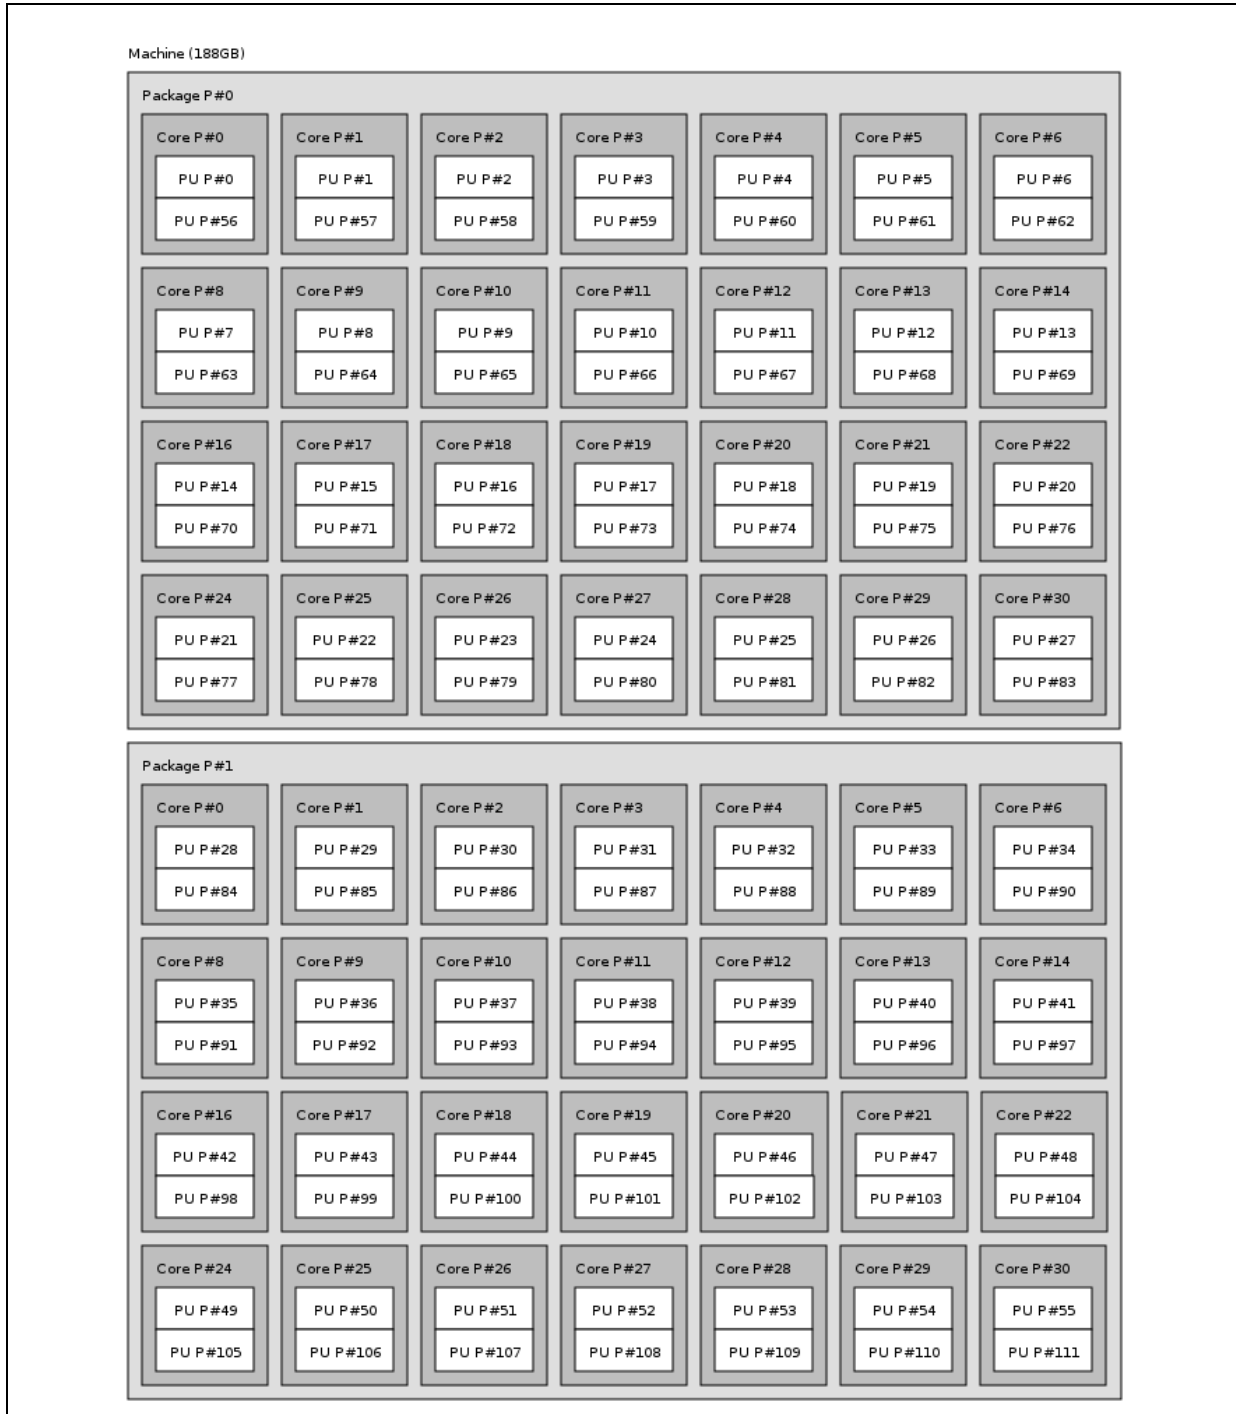 Machine (188GB)
Package P#0
Core P#0 Core P#1 Core P#2 Core P#3 Core P#4 Core P#5 Core P#6
PU P#0 PU P#1 PU P#2 PU P#3 PU P#4 PU P#5 PU P#6
PU P#56 PU P#57 PU P#58 PU P#59 PU P#60 PU P#61 PU P#62
Core P#8 Core P#9 Core P#10 Core P#11 Core P#12 Core P#13 Core P#14
PU P#7 PU P#8 PU P#9 PU P#10 PU P#11 PU P#12 PU P#13
PU P#63 PU P#64 PU P#65 PU P#66 PU P#67 PU P#68 PU P#69
Core P#16 Core P#17 Core P#18 Core P#19 Core P#20 Core P#21 Core P#22
PU P#14 PU P#15 PU P#16 PU P#17 PU P#18 PU P#19 PU P#20
PU P#70 PU P#71 PU P#72 PU P#73 PU P#74 PU P#75 PU P#76
Core P#24 Core P#25 Core P#26 Core P#27 Core P#28 Core P#29 Core P#30
PU P#21 PU P#22 PU P#23 PU P#24 PU P#25 PU P#26 PU P#27
PU P#77 PU P#78 PU P#79 PU P#80 PU P#81 PU P#82 PU P#83
Package P#1
Core P#0 Core P#1 Core P#2 Core P#3 Core P#4 Core P#5 Core P#6
PU P#28 PU P#29 PU P#30 PU P#31 PU P#32 PU P#33 PU P#34
PU P#84 PU P#85 PU P#86 PU P#87 PU P#88 PU P#89 PU P#90
Core P#8 Core P#9 Core P#10 Core P#11 Core P#12 Core P#13 Core P#14
PU P#35 PU P#36 PU P#37 PU P#38 PU P#39 PU P#40 PU P#41
PU P#91 PU P#92 PU P#93 PU P#94 PU P#95 PU P#96 PU P#97
Core P#16 Core P#17 Core P#18 Core P#19 Core P#20 Core P#21 Core P#22
PU P#42 PU P#43 PU P#44 PU P#45 PU P#46 PU P#47 PU P#48
PU P#98 PU P#99 PU P#100 PU P#101 PU P#102 PU P#103 PU P#104
Core P#24 Core P#25 Core P#26 Core P#27 Core P#28 Core P#29 Core P#30
PU P#49 PU P#50 PU P#51 PU P#52 PU P#53 PU P#54 PU P#55
PU P#105 PU P#106 PU P#107 PU P#108 PU P#109 PU P#110 PU P#111